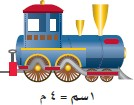 ١سم = ٤ م